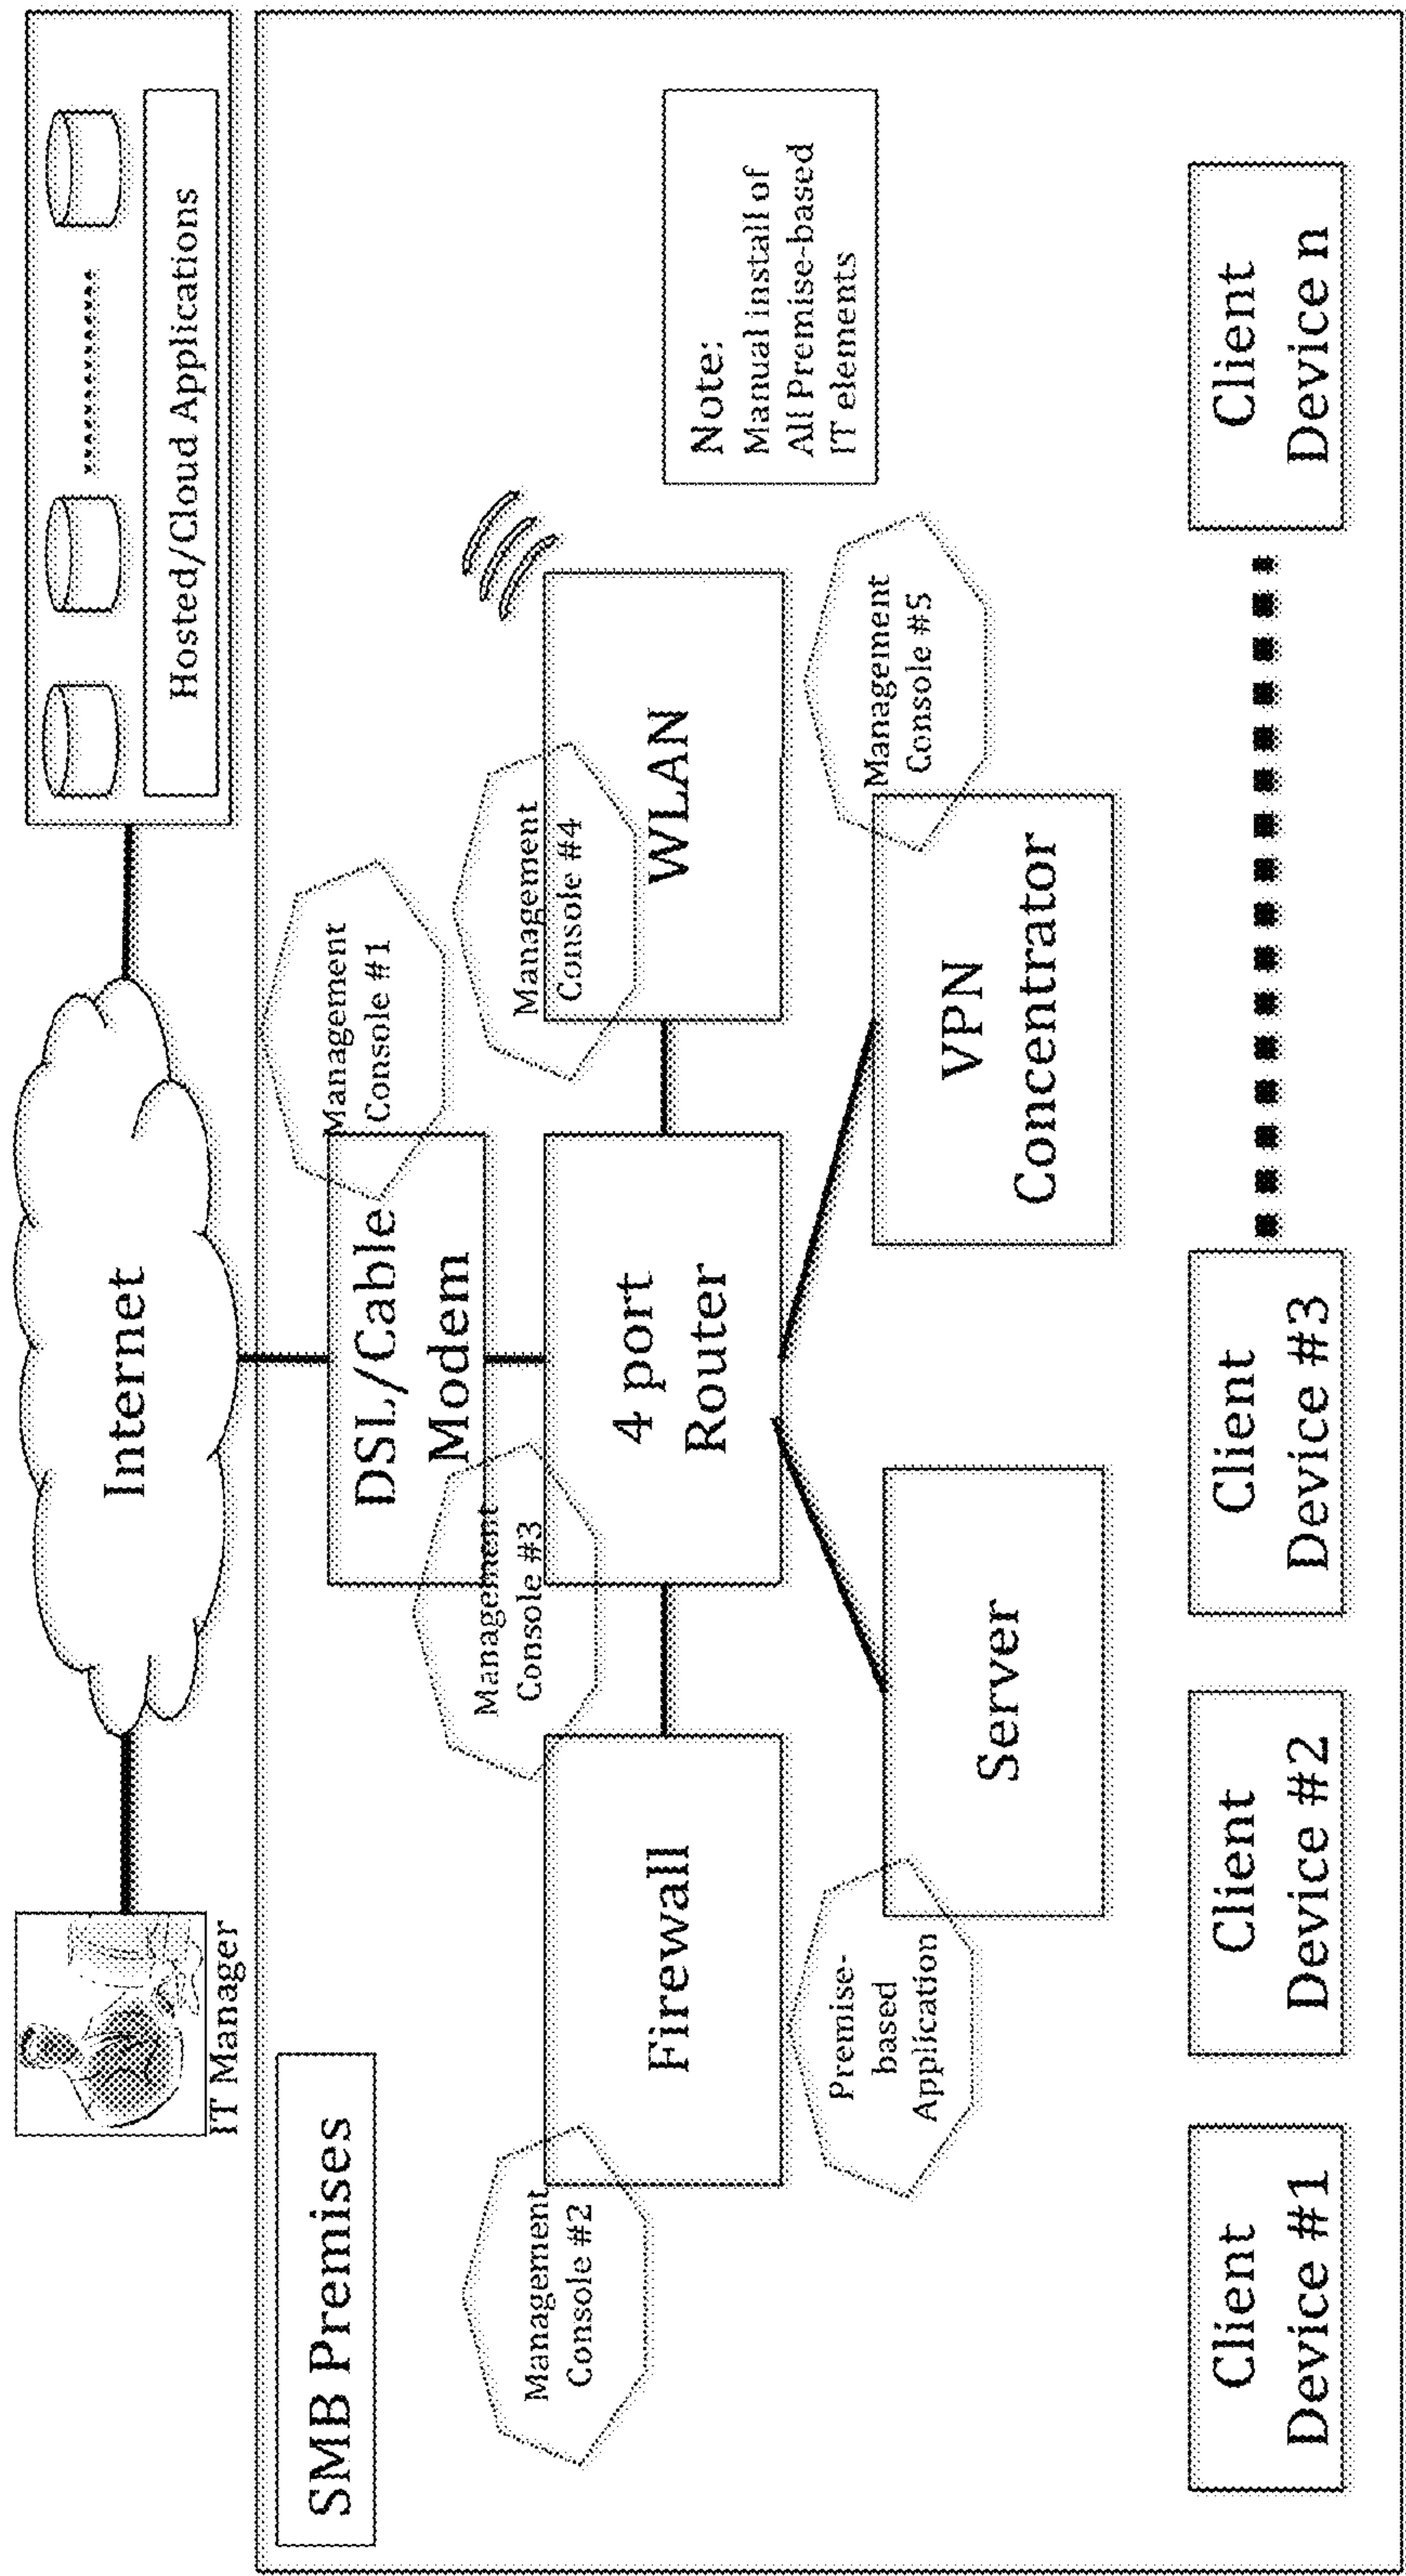 Internet
Hosted/Cloud Applications
IT Manager
SMB Premises
Management
Console #1
DSL/Cable
Modem
Management
Console #3
Management
Console #4
Management
Console #2
Firewall
4 port
Router
WLAN
Note:
Manual install of
All Premise-based
IT elements
Premise-
based
Application
Server
VPN
Concentrator
Management
Console #5
Client
Device #1
Client
Device #2
Client
Device #3
Client
Device n